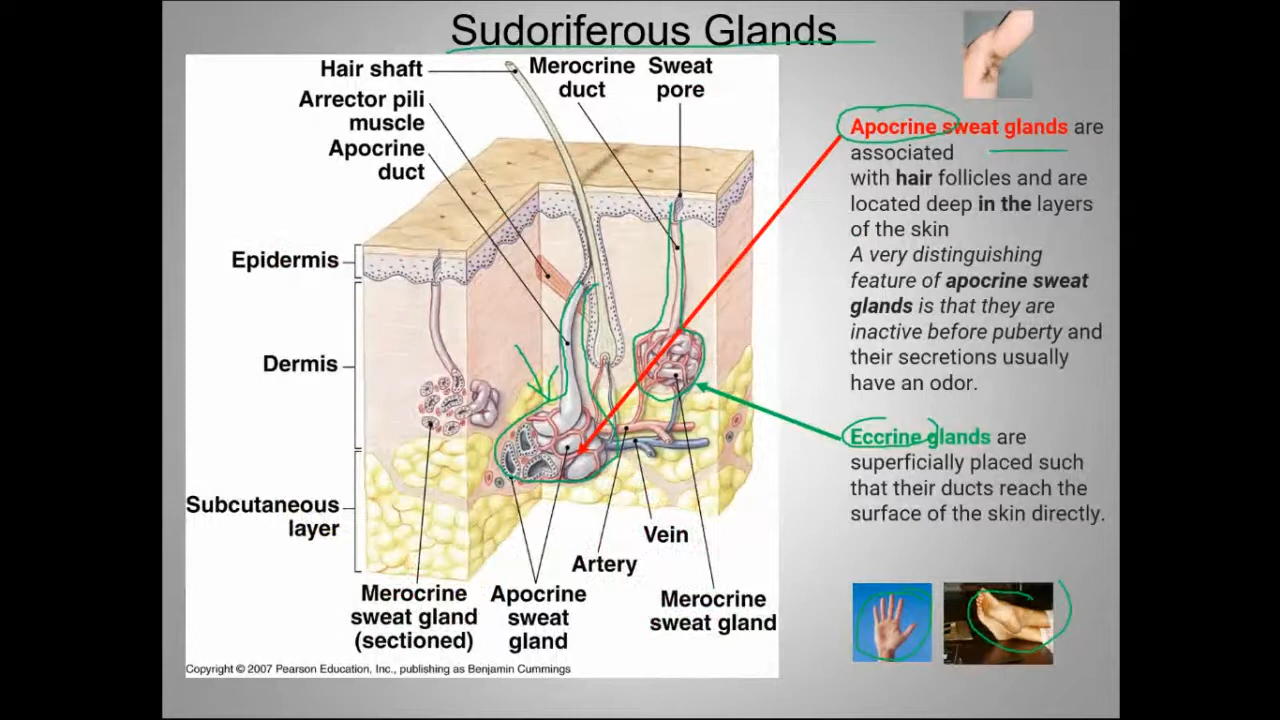 Sudoriferous Glands
Hair shaft
Merocrine
duct
Sweat
pore
Arrector pili
muscle
Apocrine
duct
Epidermis
Dermis
Subcutaneous
layer
Vein
Artery
Merocrine
sweat gland
(sectioned)
Apocrine
sweat
gland
Merocrine
sweat gland
Copyright © 2007 Pearson Education, Inc., publishing as Benjamin Cummings
Apocrine sweat glands are
associated
with hair follicles and are
located deep in the layers
of the skin
A very distinguishing
feature of apocrine sweat
glands is that they are
inactive before puberty and
their secretions usually
have an odor.
Eccrine glands are
superficially placed such
that their ducts reach the
surface of the skin directly.